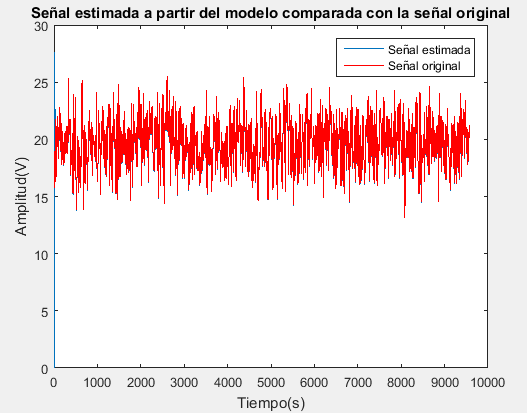 Señal estimada a partir del modelo comparada con la señal original
Señal estimada
Señal original
Amplitud(V)
30
25
20
15
10
5
0
0 1000 2000 3000 4000 5000 6000 7000 8000 9000 10000
Tiempo(s)